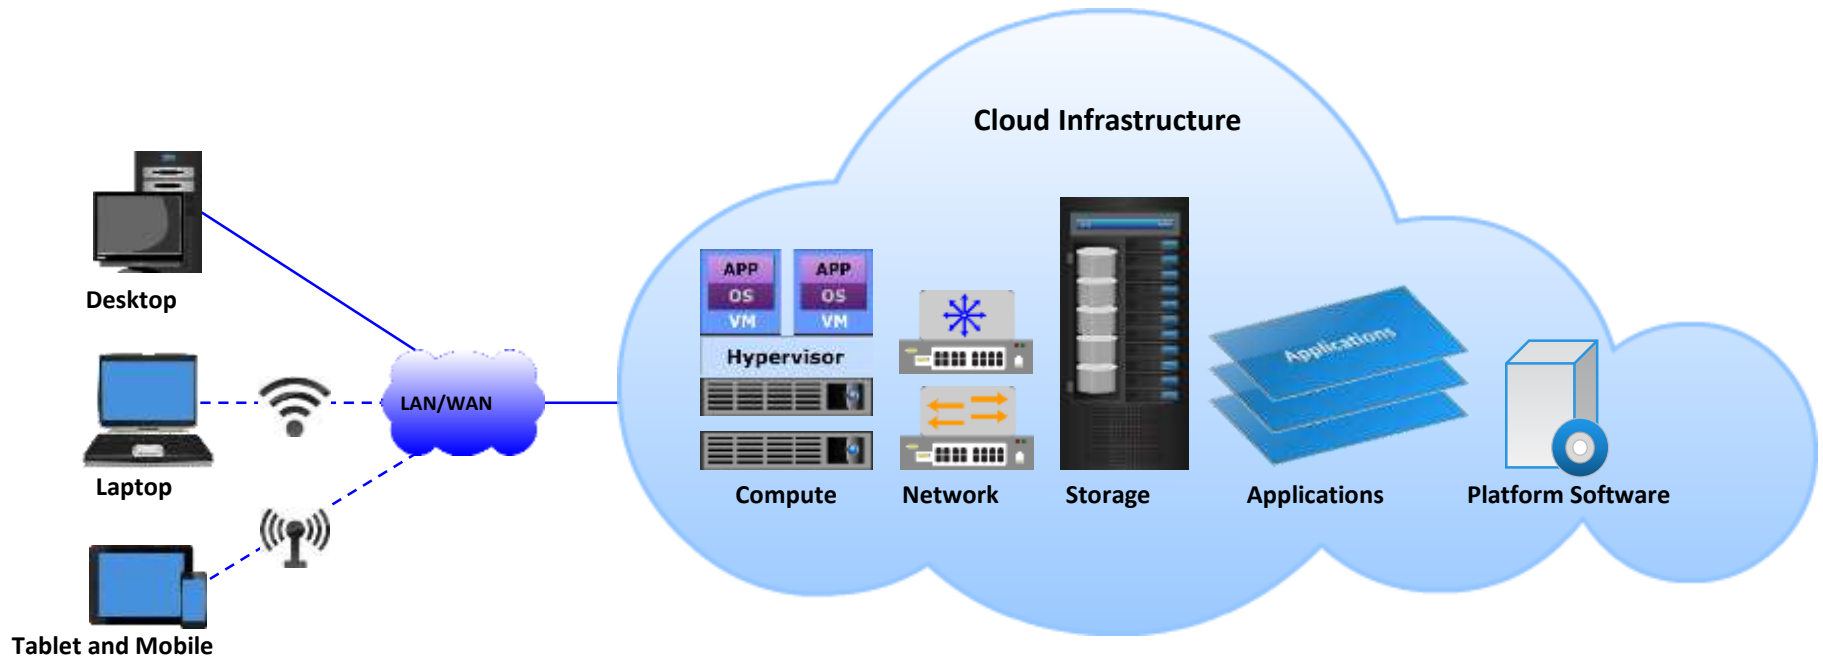 Cloud Infrastructure
Desktop
Laptop
Tablet and Mobile
LAN/WAN
APP
OS
VM
APP
OS
VM
Hypervisor
Compute
Network
Storage
Applications
Applications
Platform Software